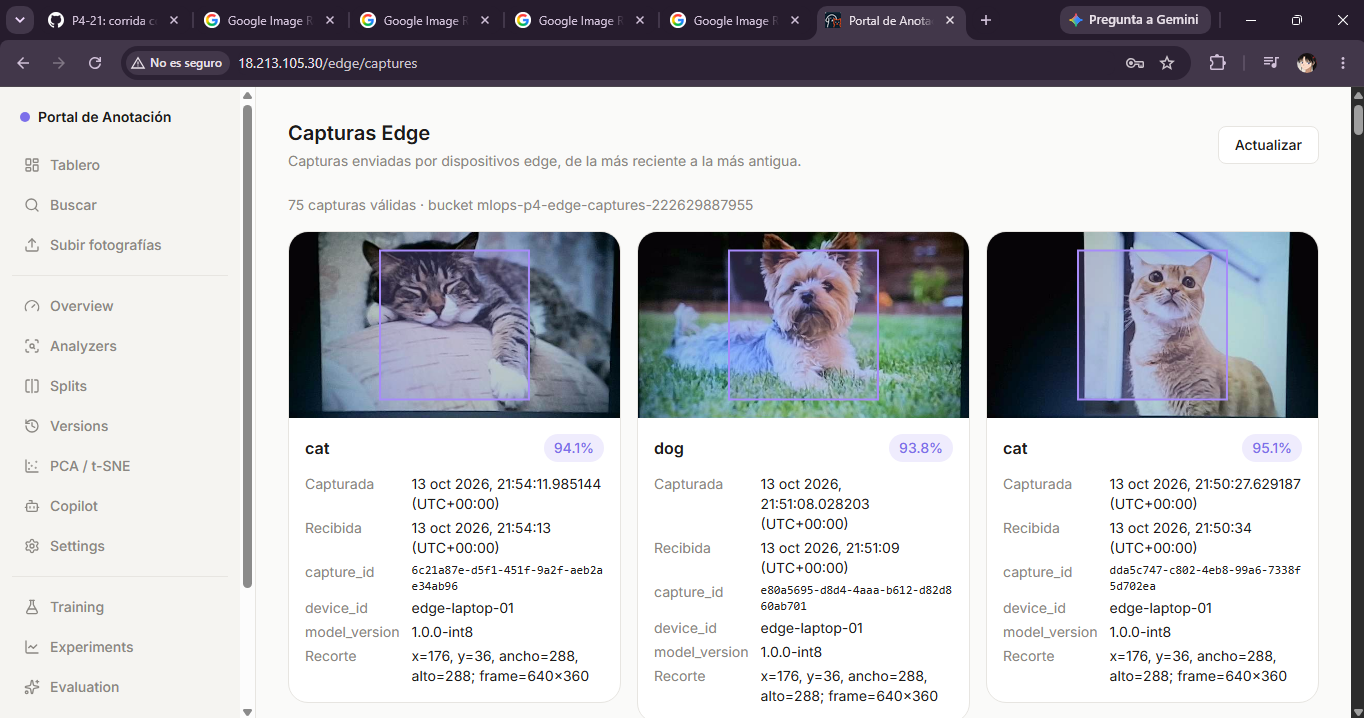 P4-21: corrida c
Google Image R
Google Image R
Google Image R
Google Image R
Portal de Anota
Pregunta a Gemini
No es seguro
18.213.105.30/edge/captures
Portal de Anotación
Tablero
Buscar
Subir fotografías
Overview
Analyzers
Splits
Versions
PCA / t-SNE
Copilot
Settings
Training
Experiments
Evaluation
Capturas Edge
Capturas enviadas por dispositivos edge, de la más reciente a la más antigua.
Actualizar
75 capturas válidas · bucket mlops-p4-edge-captures-222629887955
cat
94.1%
Capturada
13 oct 2026, 21:54:11.985144
(UTC+00:00)
Recibida
13 oct 2026, 21:54:13
(UTC+00:00)
capture_id
6c21a87e-d5f1-451f-9a2f-aeb2a
e34ab96
device_id
edge-laptop-01
model_version
1.0.0-int8
Recorte
x=176, y=36, ancho=288,
alto=288; frame=640×360
dog
93.8%
Capturada
13 oct 2026,
21:51:08.028203
(UTC+00:00)
Recibida
13 oct 2026, 21:51:09
(UTC+00:00)
capture_id
e80a5695-d8d4-4aaa-b612-d82d8
60ab701
device_id
edge-laptop-01
model_version
1.0.0-int8
Recorte
x=176, y=36, ancho=288,
alto=288; frame=640×360
cat
95.1%
Capturada
13 oct 2026, 21:50:27.629187
(UTC+00:00)
Recibida
13 oct 2026, 21:50:34
(UTC+00:00)
capture_id
dda5c747-c802-4eb8-99a6-7338f
5d702ea
device_id
edge-laptop-01
model_version
1.0.0-int8
Recorte
x=176, y=36, ancho=288,
alto=288; frame=640×360